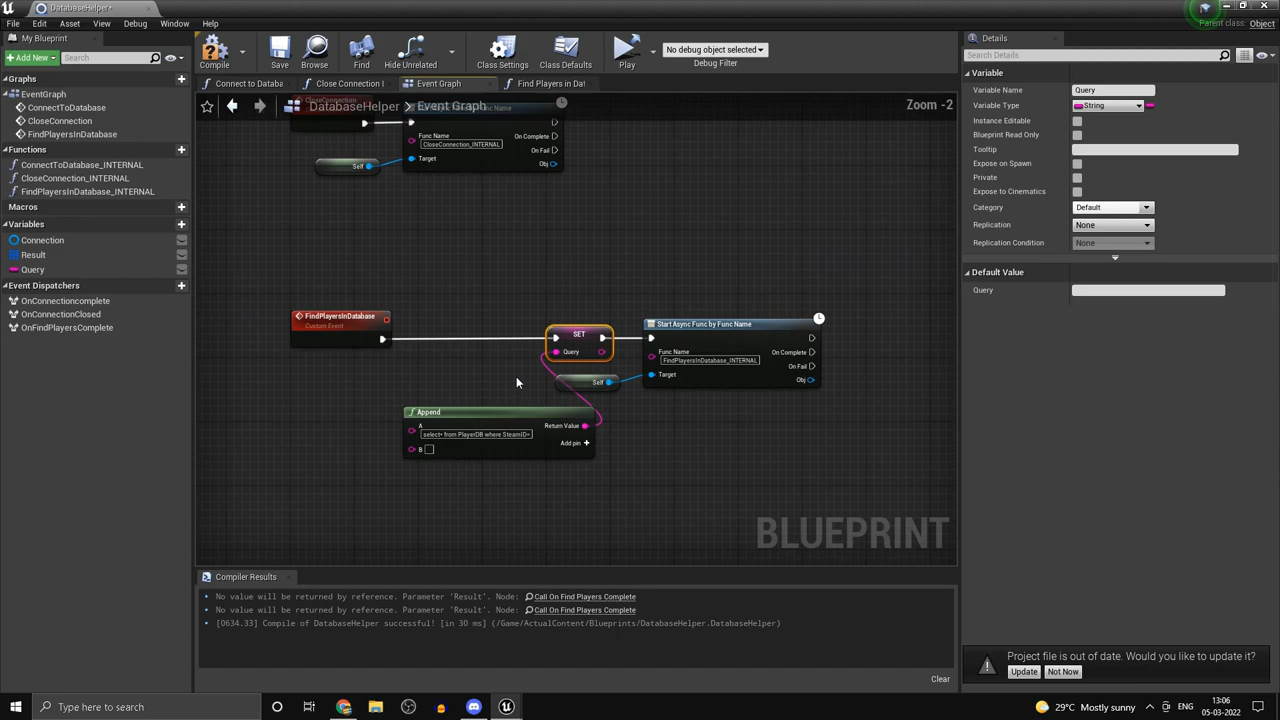 DatabaseHelper*
Parent class:
File Edit Asset View Debug Window Help
Object
My Blueprint
Add New
Search
Compile
Save
Browse
Find
Hide Unrelated
Class Settings
Class Defaults
Play
No debug object selected
Debug Filter
Details
Search Details
Graphs
EventGraph
ConnectToDatabase
CloseConnection
FindPlayersInDatabase
Functions
ConnectToDatabase_INTERNAL
CloseConnection_INTERNAL
FindPlayersInDatabase_INTERNAL
Macros
Variables
Connection
Result
Query
Event Dispatchers
OnConnectioncomplete
OnConnectionClosed
OnFindPlayersComplete
Connect to Databas
Close Connection I
Event Graph
Find Players in Dat
DatabaseHelper > Event Graph
Zoom -2
CloseConnection
Func Name
CloseConnection_INTERNAL
Target
On Complete
On Fail
Obj
Self
FindPlayersInDatabase
Custom Event
SET
Query
Start Async Func by Func Name
Func Name
FindPlayersInDatabase_INTERNAL
Target
On Complete
On Fail
Obj
Self
Append
A
select* from PlayerDB where SteamID=
B
Return Value
Add pin +
BLUEPRINT
Variable
Variable Name Query
Variable Type String
Instance Editable
Blueprint Read Only
Tooltip
Expose on Spawn
Private
Expose to Cinematics
Category Default
Replication None
Replication Condition None
Default Value
Query
Compiler Results
No value will be returned by reference. Parameter 'Result'. Node: Call On Find Players Complete
No value will be returned by reference. Parameter 'Result'. Node: Call On Find Players Complete
[0634.33] Compile of DatabaseHelper successful! [in 30 ms] (/Game/ActualContent/Blueprints/DatabaseHelper.DatabaseHelper)
Clear
Project file is out of date. Would you like to update it?
Update Not Now
Type here to search
29°C Mostly sunny
ENG
13:06
05-03-2022